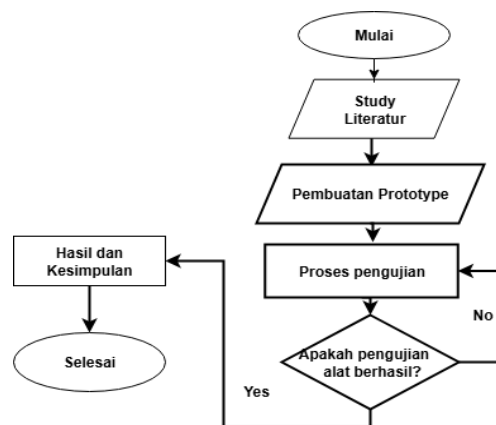 Mulai
Study
Literatur
Pembuatan Prototype
Proses pengujian
Apakah pengujian
alat berhasil?
No
Yes
Hasil dan
Kesimpulan
Selesai